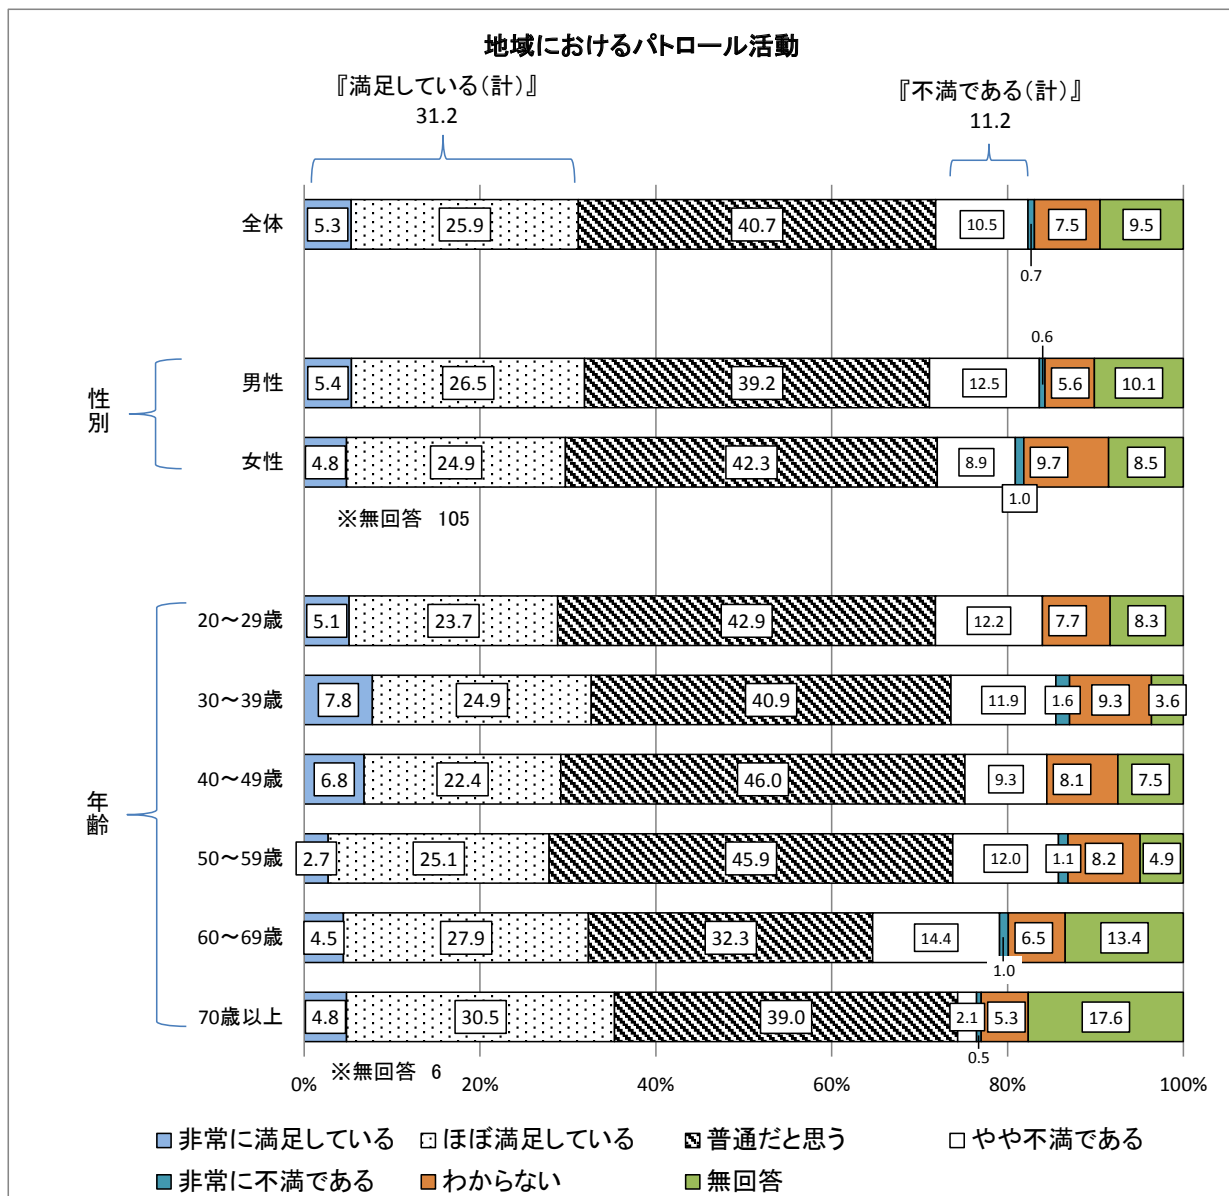 地域におけるパトロール活動
『満足している（計）』
31.2
『不満である（計）』
11.2
全体
5.3 25.9 40.7 10.5 7.5 9.5
0.7
0.6
性別
男性
5.4 26.5 39.2 12.5 5.6 10.1
女性
4.8 24.9 42.3 8.9 9.7 8.5
1.0
※無回答 105
年齢
20～29歳
5.1 23.7 42.9 12.2 7.7 8.3
30～39歳
7.8 24.9 40.9 11.9 1.6 9.3 3.6
40～49歳
6.8 22.4 46.0 9.3 8.1 7.5
50～59歳
2.7 25.1 45.9 12.0 1.1 8.2 4.9
60～69歳
4.5 27.9 32.3 14.4 6.5 13.4
1.0
70歳以上
4.8 30.5 39.0 2.1 5.3 17.6
0.5
※無回答 6
0% 20% 40% 60% 80% 100%
非常に満足している ほぼ満足している 普通だと思う やや不満である
非常に不満である わからない 無回答